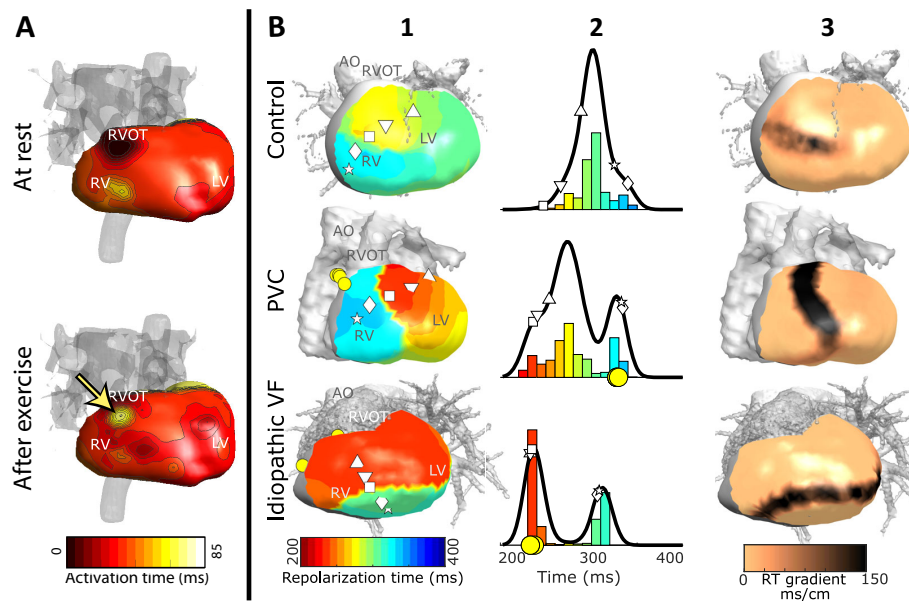 A
At rest
RVOT
RV
LV
After exercise
RVOT
RV
LV
0
85
Activation time (ms)
B
1
2
3
Control
AO
RVOT
LV
RV
PVC
AO
RVOT
RV
LV
Idiopathic VF
AO
RVOT
RV
LV
200
400
Repolarization time (ms)
200 300 400
Time (ms)
0 RT gradient 150
ms/cm